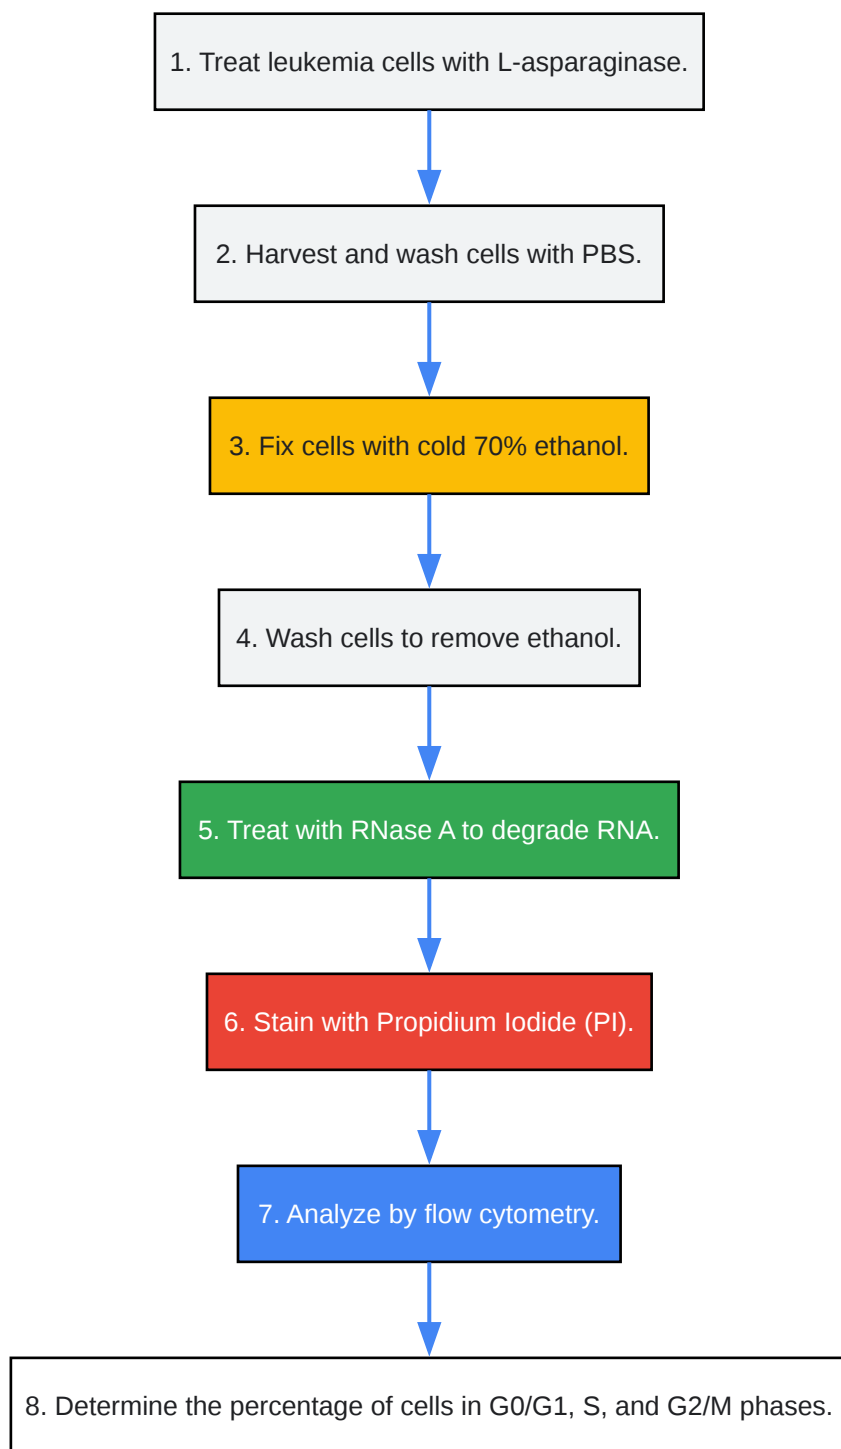 1. Treat leukemia cells with L-asparaginase.
2. Harvest and wash cells with PBS.
3. Fix cells with cold 70% ethanol.
4. Wash cells to remove ethanol.
5. Treat with RNase A to degrade RNA.
6. Stain with Propidium Iodide (PI).
7. Analyze by flow cytometry.
8. Determine the percentage of cells in G0/G1, S, and G2/M phases.